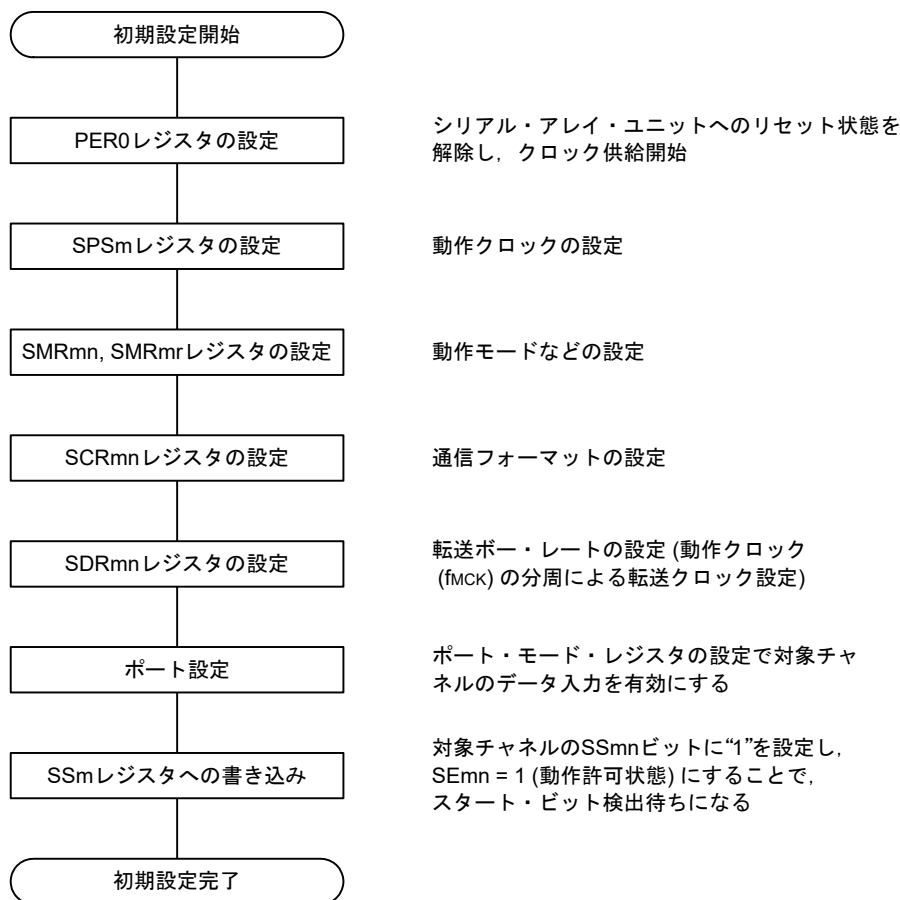 初期設定開始
PER0レジスタの設定
シリアル・アレイ・ユニットへのリセット状態を
解除し，クロック供給開始
SPSmレジスタの設定
動作クロックの設定
SMRmn, SMRmrレジスタの設定
動作モードなどの設定
SCRmnレジスタの設定
通信フォーマットの設定
SDRmnレジスタの設定
転送ボー・レートの設定 (動作クロック
(fMCK) の分周による転送クロック設定)
ポート設定
ポート・モード・レジスタの設定で対象チャ
ネルのデータ入力を有効にする
SSmレジスタへの書き込み
対象チャネルのSSmnビットに“1”を設定し，
SEmn = 1 (動作許可状態) にすることで，
スタート・ビット検出待ちになる
初期設定完了